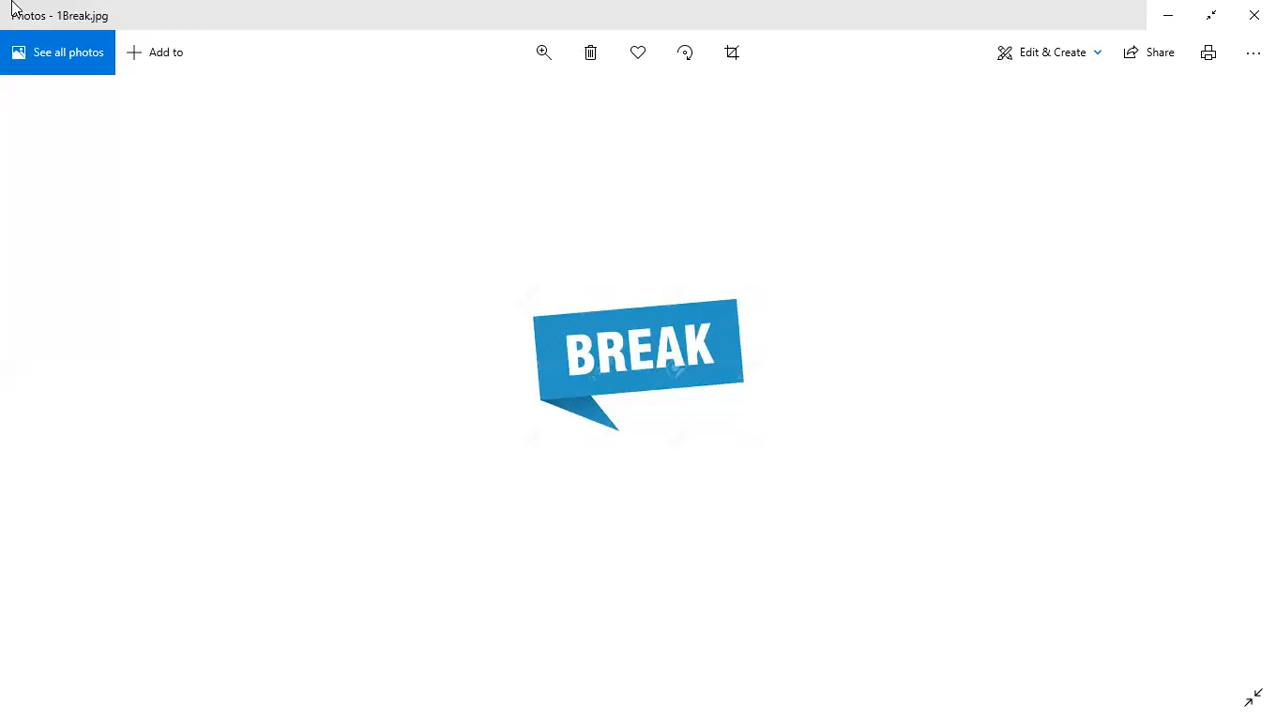 Photos - 1Break.jpg
See all photos
Add to
Edit & Create
Share
BREAK